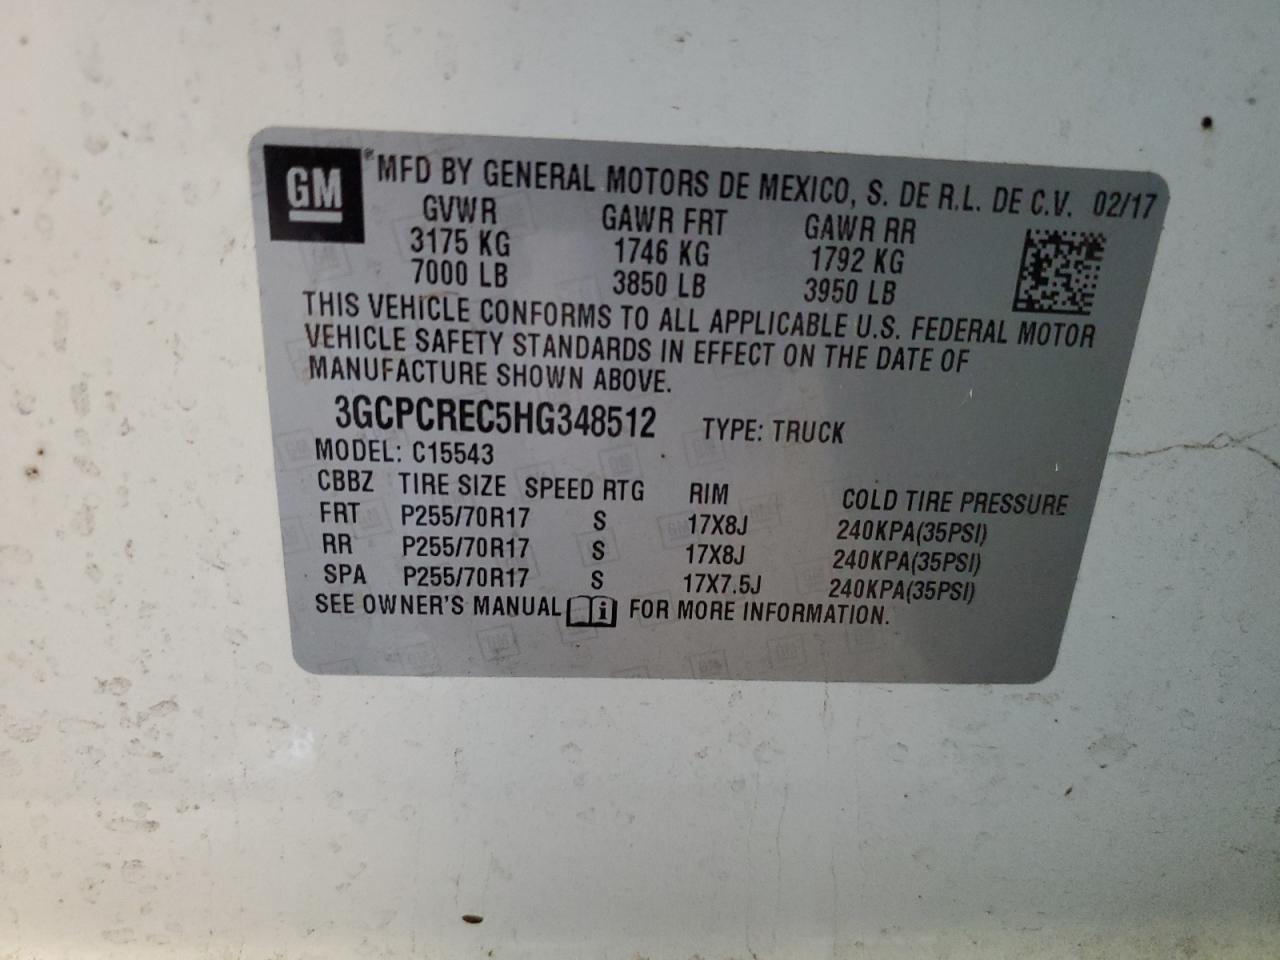 GM ® MFD BY GENERAL MOTORS DE MEXICO, S. DE R.L. DE C.V. 02/17
GVWR GAWR FRT GAWR RR
3175 KG 1746 KG 1792 KG
7000 LB 3850 LB 3950 LB
THIS VEHICLE CONFORMS TO ALL APPLICABLE U.S. FEDERAL MOTOR
VEHICLE SAFETY STANDARDS IN EFFECT ON THE DATE OF
MANUFACTURE SHOWN ABOVE.
3GCPCREC5HG348512 TYPE: TRUCK
MODEL: C15543
CBBZ TIRE SIZE SPEED RTG RIM COLD TIRE PRESSURE
FRT P255/70R17 S 17X8J 240KPA(35PSI)
RR P255/70R17 S 17X8J 240KPA(35PSI)
SPA P255/70R17 S 17X7.5J 240KPA(35PSI)
SEE OWNER'S MANUAL i FOR MORE INFORMATION.